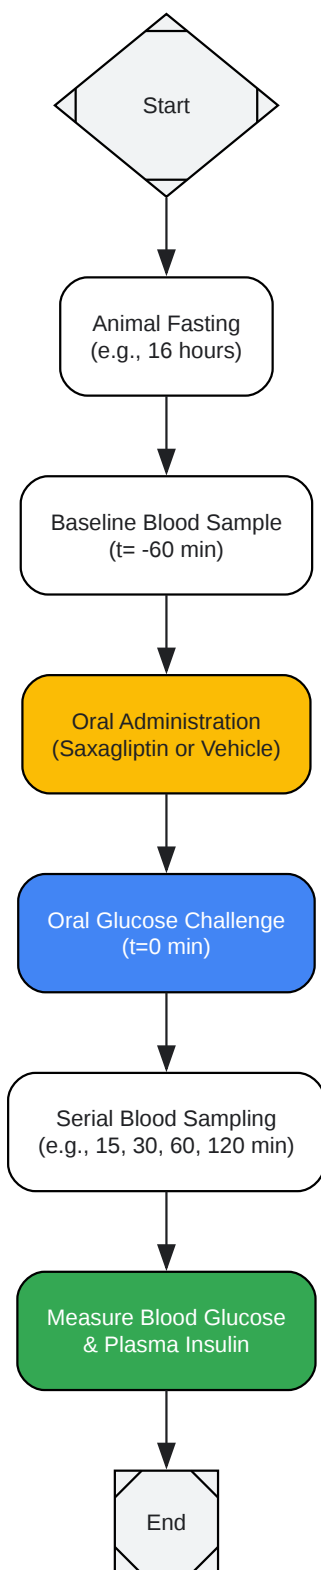 Start
Animal Fasting
(e.g., 16 hours)
Baseline Blood Sample
(t= -60 min)
Oral Administration
(Saxagliptin or Vehicle)
Oral Glucose Challenge
(t=0 min)
Serial Blood Sampling
(e.g., 15, 30, 60, 120 min)
Measure Blood Glucose
& Plasma Insulin
End